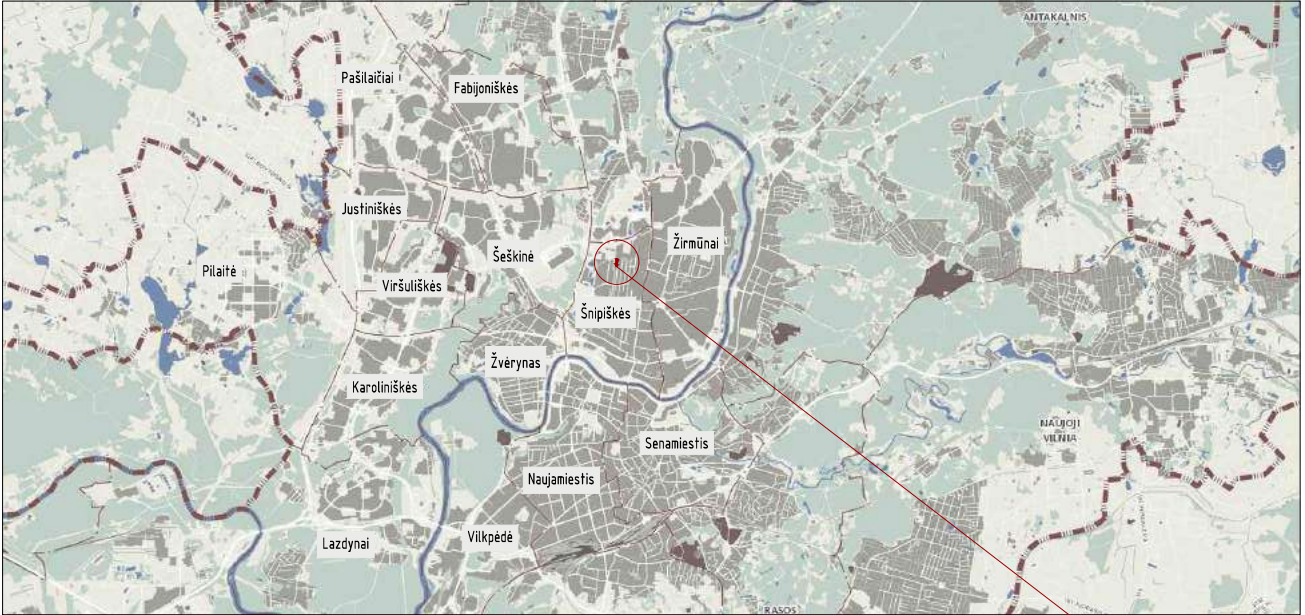 ANTAKALNIS
Pašilaičiai
Fabijoniškės
Justiniškės
Žirmūnai
Šeškinė
Pilaitė
Viršuliškės
Šnipiškės
Žvėrynas
Karoliniškės
NAUJOJI
VILNIA
Senamiestis
Naujamiestis
Vilkpėdė
Lazdynai
RASOS